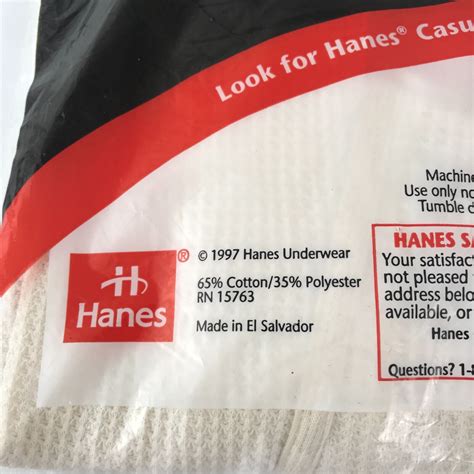 Look for Hanes® Casu
Machine
Use only no
Tumble d
® © 1997 Hanes Underwear
65% Cotton/35% Polyester
RN 15763
Made in El Salvador
H
Hanes
HANES SA
Your satisfact
not pleased
address belo
available, or
Hanes
Questions? 1-8